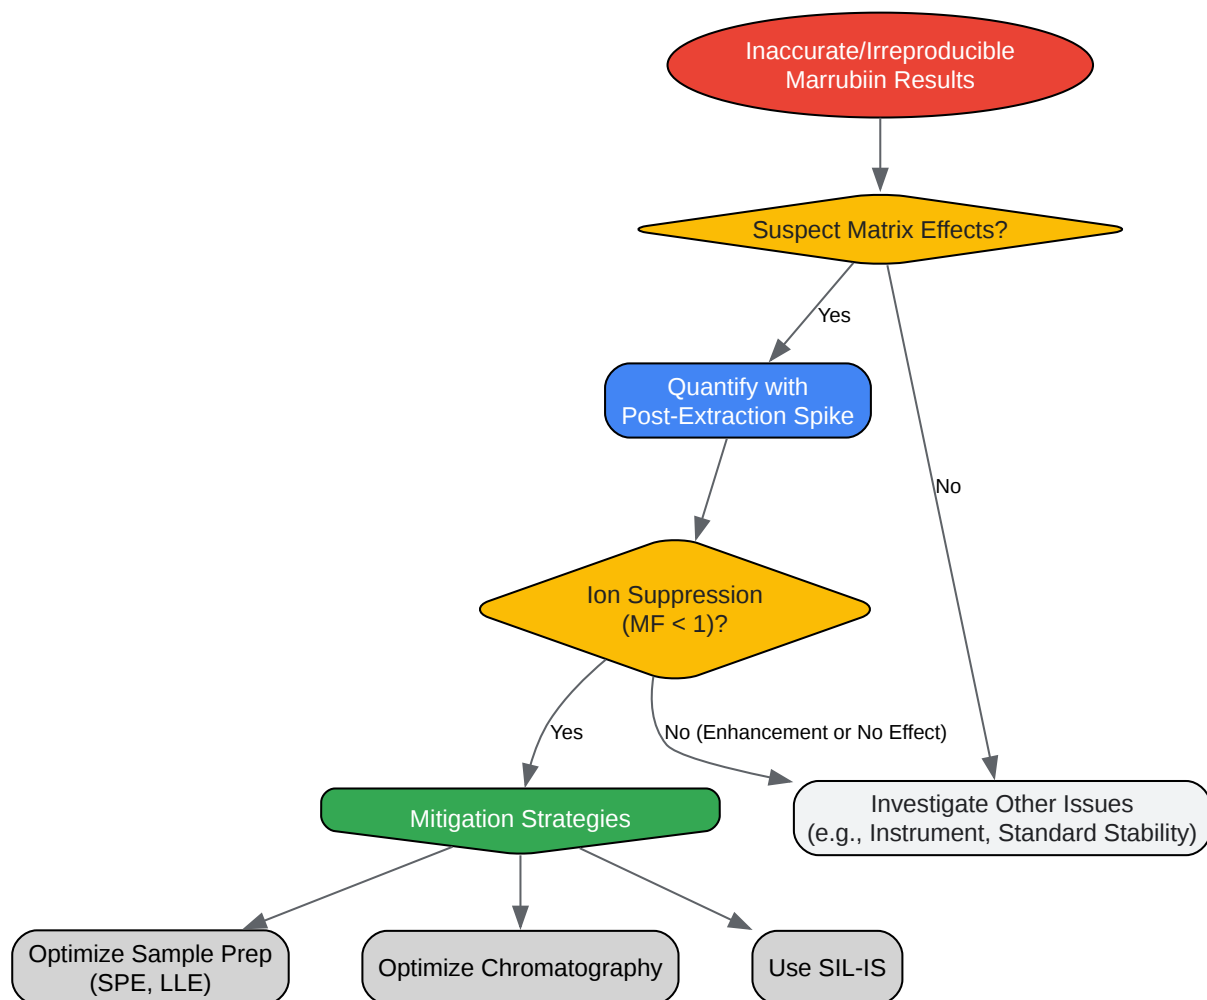 Inaccurate/Irreproducible
Marrubiin Results
Suspect Matrix Effects?
Yes
Quantify with
Post-Extraction Spike
No
Ion Suppression
(MF < 1)?
Yes
No (Enhancement or No Effect)
Mitigation Strategies
Investigate Other Issues
(e.g., Instrument, Standard Stability)
Optimize Sample Prep
(SPE, LLE)
Optimize Chromatography
Use SIL-IS